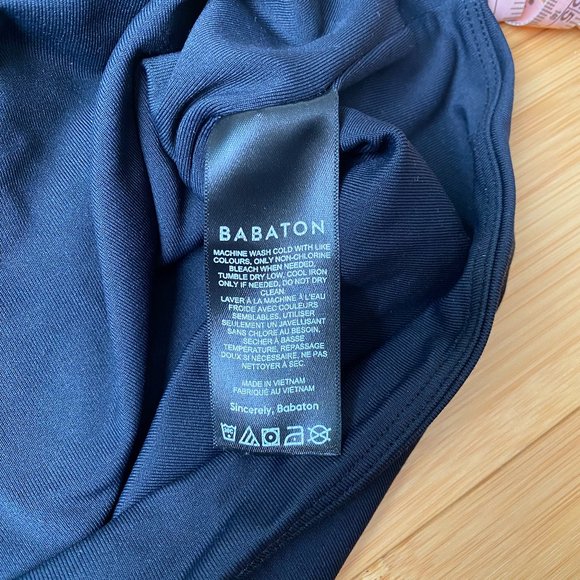 BABATON
MACHINE WASH COLD WITH LIKE
COLOURS, ONLY NON-CHLORINE
BLEACH WHEN NEEDED,
TUMBLE DRY LOW, COOL IRON
ONLY IF NEEDED, DO NOT DRY
CLEAN.
LAVER À LA MACHINE À L'EAU
FROIDE AVEC COULEURS
SEMBLABLES, UTILISER
SEULEMENT UN JAVELLISANT
SANS CHLORE AU BESOIN,
SÉCHER À BASSE
TEMPÉRATURE, REPASSAGE
DOUX SI NÉCESSAIRE, NE PAS
NETTOYER À SEC.
MADE IN VIETNAM
FABRIQUÉ AU VIÊTNAM
Sincerely, Babaton